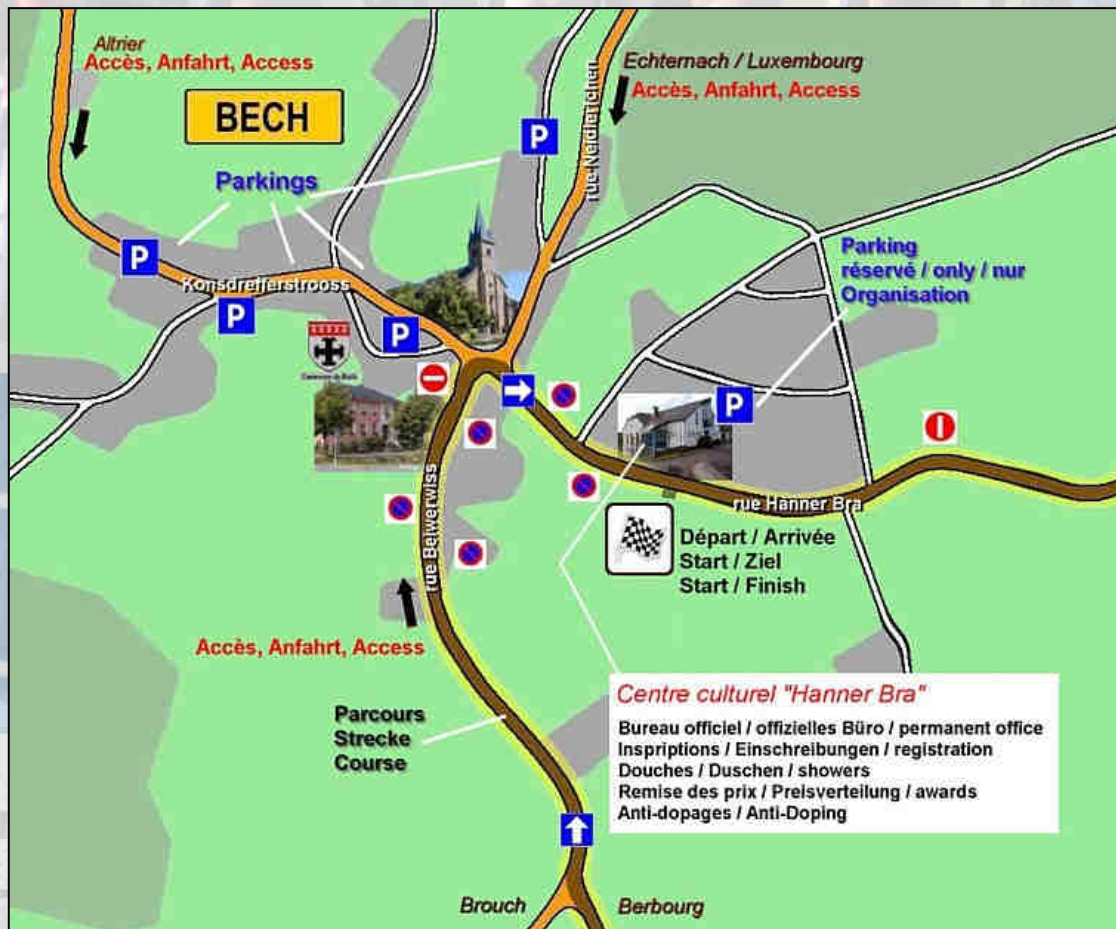 Altrier
Accès, Anfahrt, Access
Echternach / Luxembourg
Accès, Anfahrt, Access
BECH
P
P
Parkings
rue Neidlerfchen
Parking
réservé / only / nur
Organisation
P
Konsdrefferstrooss
P
P
P
rue Hanner Bra
rue Beiwerwiss
Départ / Arrivée
Start / Ziel
Start / Finish
Accès, Anfahrt, Access
Parcours
Strecke
Course
Centre culturel "Hanner Bra"
Bureau officiel / offizielles Büro / permanent office
Inspriptions / Einschreibungen / registration
Douches / Duschen / showers
Remise des prix / Preisverteilung / awards
Anti-dopages / Anti-Doping
Brouch
Berbourg